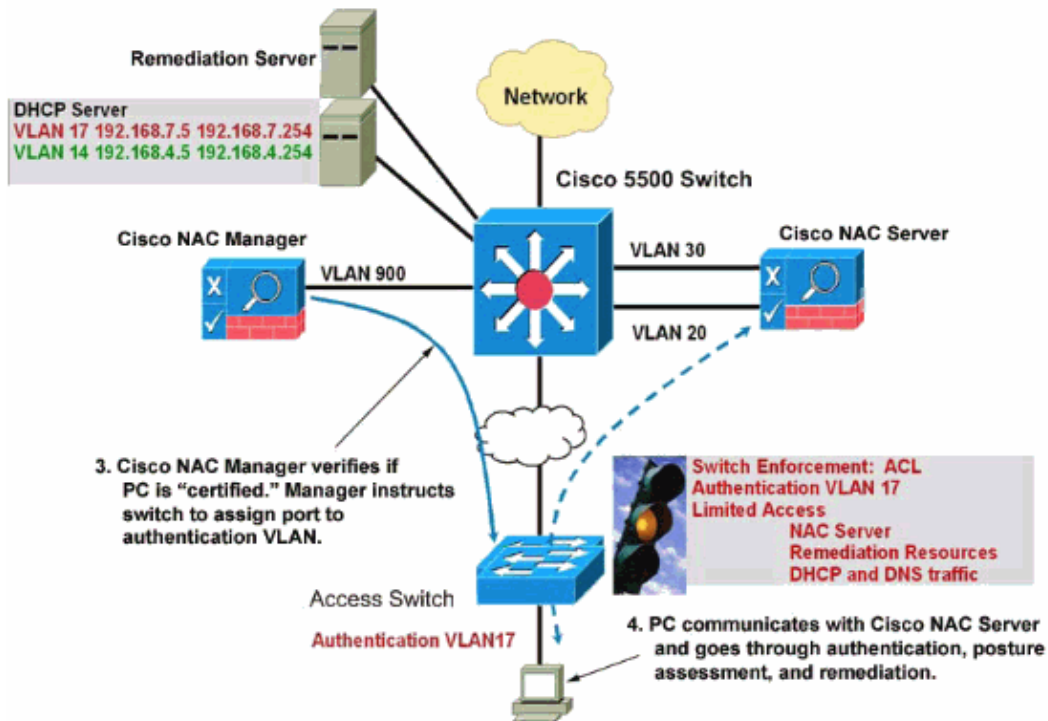 Remediation Server
DHCP Server
VLAN 17 192.168.7.5 192.168.7.254
VLAN 14 192.168.4.5 192.168.4.254
Network
Cisco 5500 Switch
Cisco NAC Manager
VLAN 900
X
VLAN 30
VLAN 20
Cisco NAC Server
X
3. Cisco NAC Manager verifies if
PC is “certified.” Manager instructs
switch to assign port to
authentication VLAN.
Switch Enforcement: ACL
Authentication VLAN 17
Limited Access
NAC Server
Remediation Resources
DHCP and DNS traffic
Access Switch
Authentication VLAN17
4. PC communicates with Cisco NAC Server
and goes through authentication, posture
assessment, and remediation.